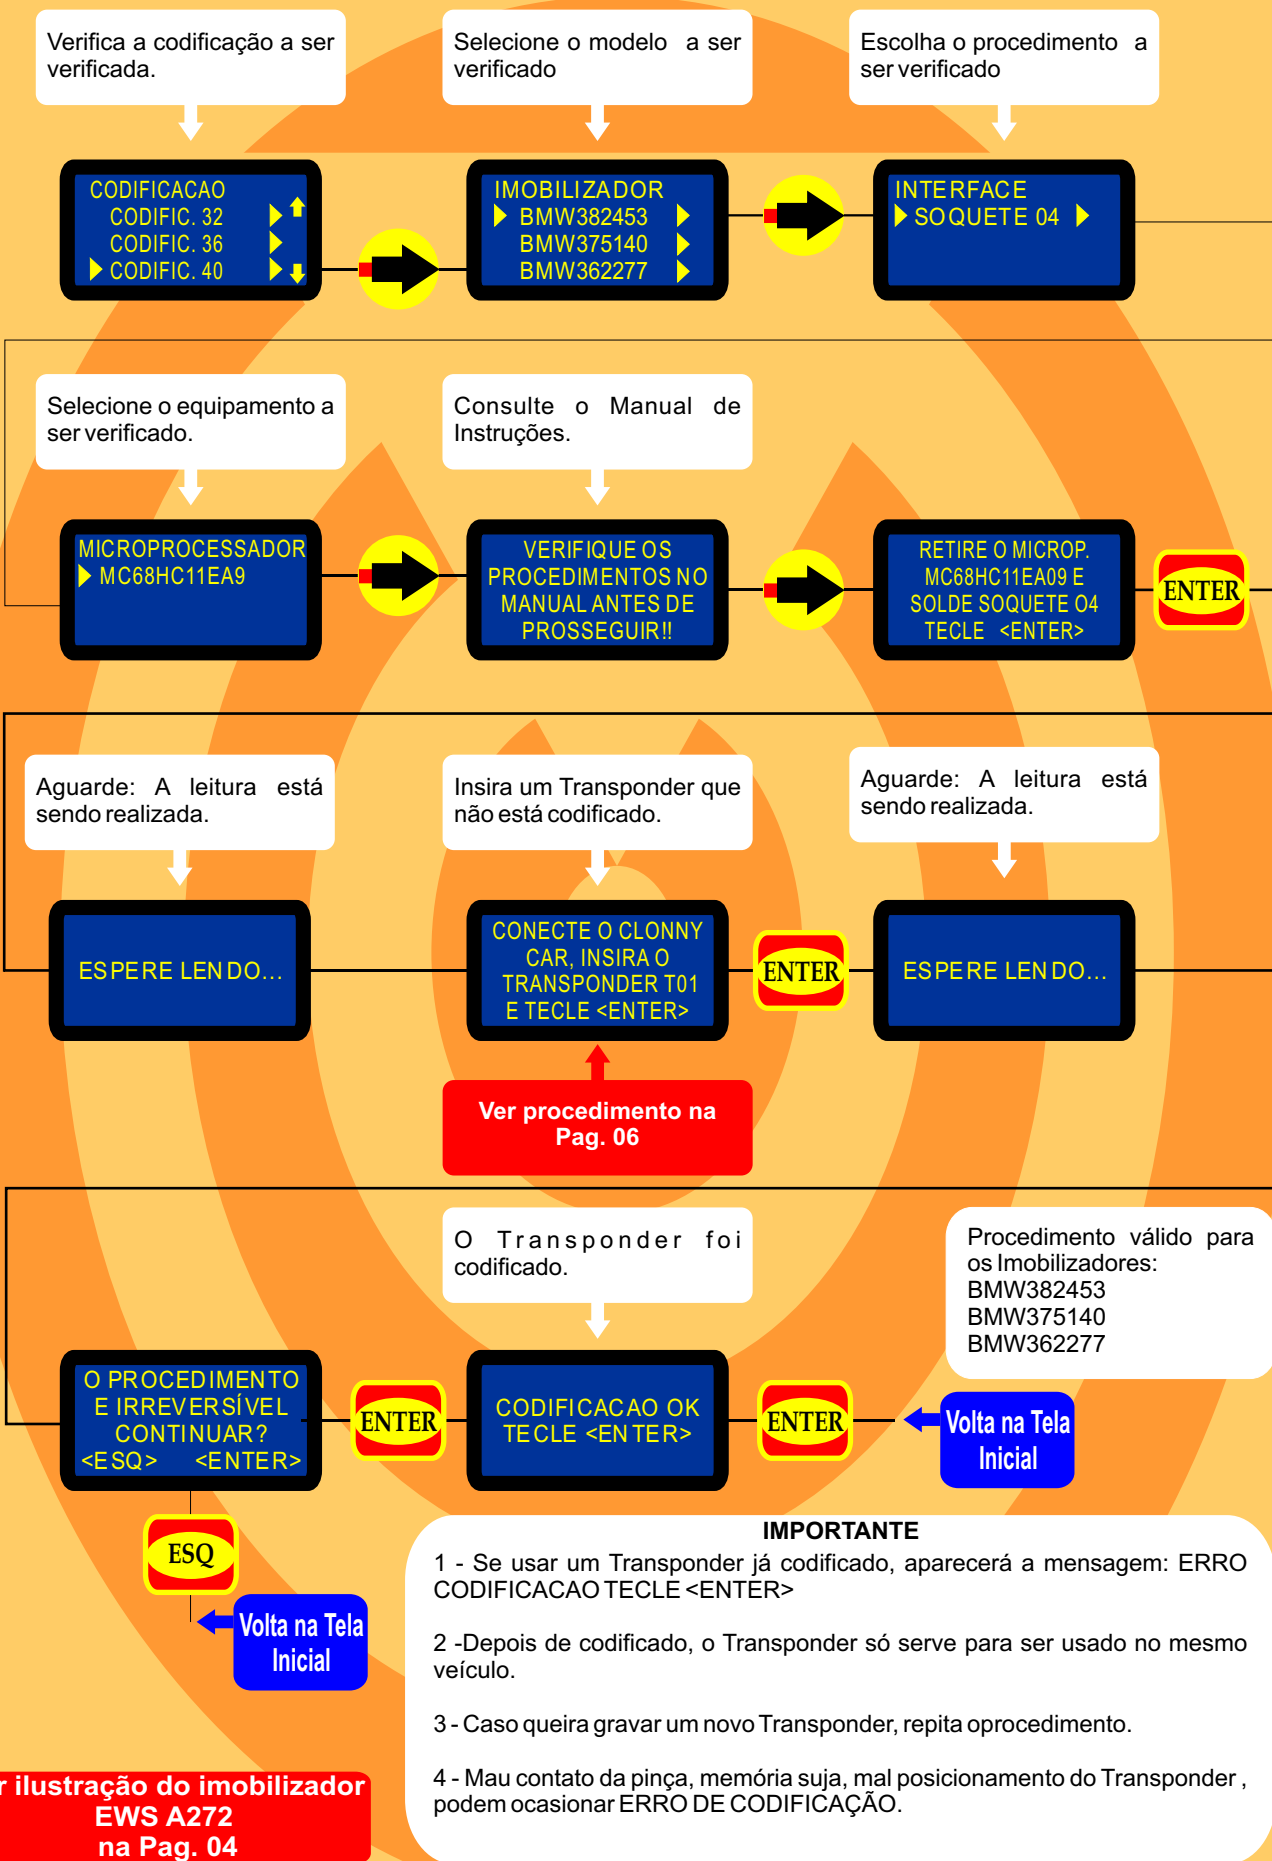 Verifica a codificação a ser
verificada.
Selecione o modelo a ser
verificado
Escolha o procedimento a
ser verificado
CODIFICACAO
CODIFIC. 32
CODIFIC. 36
CODIFIC. 40
IMOBILIZADOR
BMW382453
BMW375140
BMW362277
INTERFACE
SOQUETE 04
Selecione o equipamento a
ser verificado.
Consulte o Manual de
Instruções.
MICROPROCESSADOR
MC68HC11EA9
VERIFIQUE OS
PROCEDIMENTOS NO
MANUAL ANTES DE
PROSSEGUIR!!
RETIRE O MICROP.
MC68HC11EA09 E
SOLDE SOQUETE O4
TECLE <ENTER>
ENTER
Aguarde: A leitura está
sendo realizada.
Insira um Transponder que
não está codificado.
Aguarde: A leitura está
sendo realizada.
ESPERE LENDO...
CONECTE O CLONNY
CAR, INSIRA O
TRANSPONDER T01
E TECLE <ENTER>
ENTER
ESPERE LENDO...
Ver procedimento na
Pag. 06
O Transponder foi
codificado.
Procedimento válido para
os Imobilizadores:
BMW382453
BMW375140
BMW362277
O PROCEDIMENTO
E IRREVERSÍVEL
CONTINUAR?
<ESQ> <ENTER>
ENTER
CODIFICACAO OK
TECLE <ENTER>
ENTER
Volta na Tela
Inicial
ESQ
Volta na Tela
Inicial
IMPORTANTE
1 - Se usar um Transponder já codificado, aparecerá a mensagem: ERRO
CODIFICACAO TECLE <ENTER>
2 -Depois de codificado, o Transponder só serve para ser usado no mesmo
veículo.
3 - Caso queira gravar um novo Transponder, repita oprocedimento.
4 - Mau contato da pinça, memória suja, mal posicionamento do Transponder ,
podem ocasionar ERRO DE CODIFICAÇÃO.
r ilustração do imobilizador
EWS A272
na Pag. 04